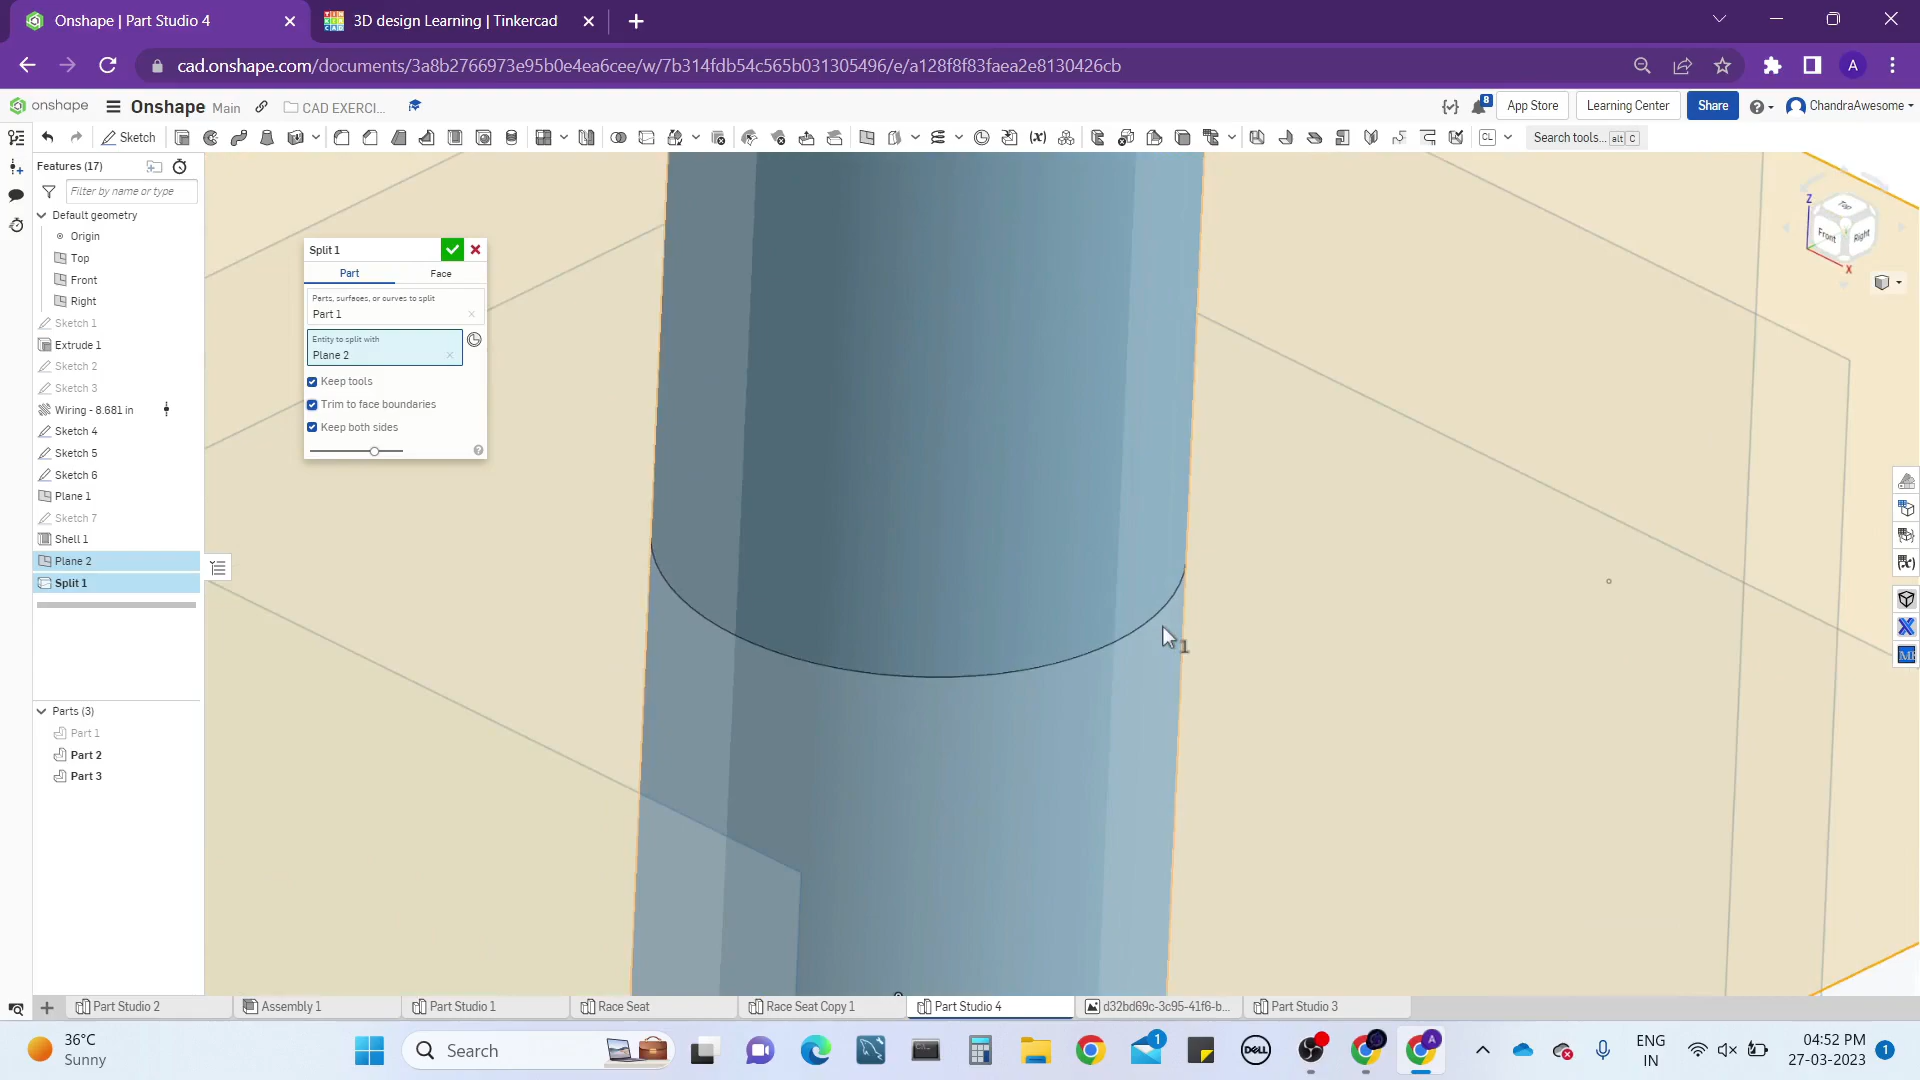 Onshape | Part Studio 4
3D design Learning | Tinkercad
cad.onshape.com/documents/3a8b2766973e95b0e4ea6cee/w/7b314fdb54c565b031305496/e/a128f8f83faea2e8130426cb
A
onshape
Onshape Main
CAD EXERCI...
8
App Store
Learning Center
Share
ChandraAwesome
Sketch
CL
Search tools... alt C
Features (17)
Filter by name or type
Default geometry
Origin
Top
Front
Right
Sketch 1
Extrude 1
Sketch 2
Sketch 3
Wiring - 8.681 in
Sketch 4
Sketch 5
Sketch 6
Plane 1
Sketch 7
Shell 1
Plane 2
Split 1
Parts (3)
Part 1
Part 2
Part 3
Split 1
Part
Face
Parts, surfaces, or curves to split
Part 1
Entity to split with
Plane 2
Keep tools
Trim to face boundaries
Keep both sides
1
Z
Top
Front
Right
X
Part Studio 2
Assembly 1
Part Studio 1
Race Seat
Race Seat Copy 1
Part Studio 4
d32bd69c-3c95-41f6-b...
Part Studio 3
36°C
Sunny
Search
1
DELL
A
ENG
IN
04:52 PM
27-03-2023
1